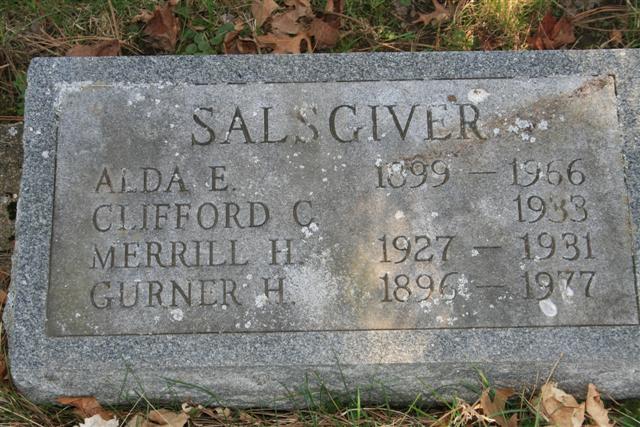 SALSGIVER
ALDA E. 1899 — 1966
CLIFFORD C. 1933
MERRILL H. 1927 — 1931
GURNER H. 1896 — 1977